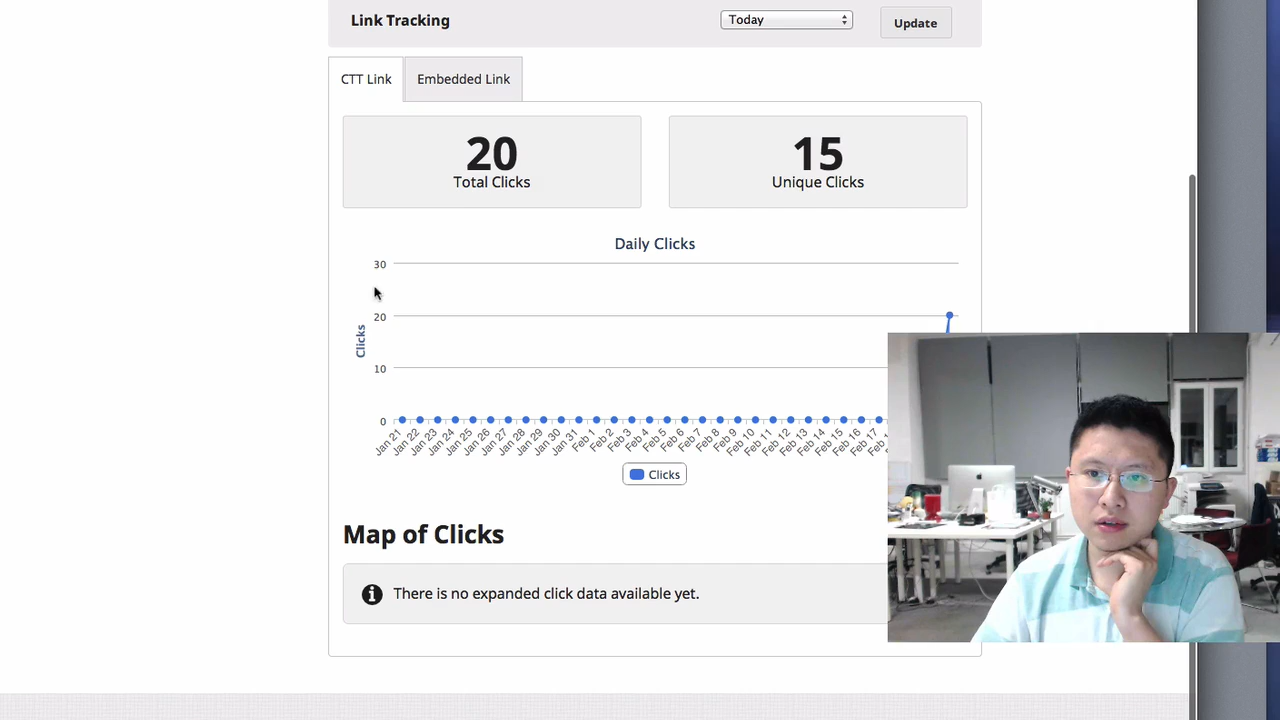 Link Tracking
Today
Update
CTT Link
Embedded Link
20
Total Clicks
15
Unique Clicks
Daily Clicks
30
20
10
0
Clicks
Jan 21
Jan 22
Jan 23
Jan 24
Jan 25
Jan 26
Jan 27
Jan 28
Jan 29
Jan 30
Jan 31
Feb 1
Feb 2
Feb 3
Feb 4
Feb 5
Feb 6
Feb 7
Feb 8
Feb 9
Feb 10
Feb 11
Feb 12
Feb 13
Feb 14
Feb 15
Feb 16
Feb 17
Clicks
Map of Clicks
There is no expanded click data available yet.